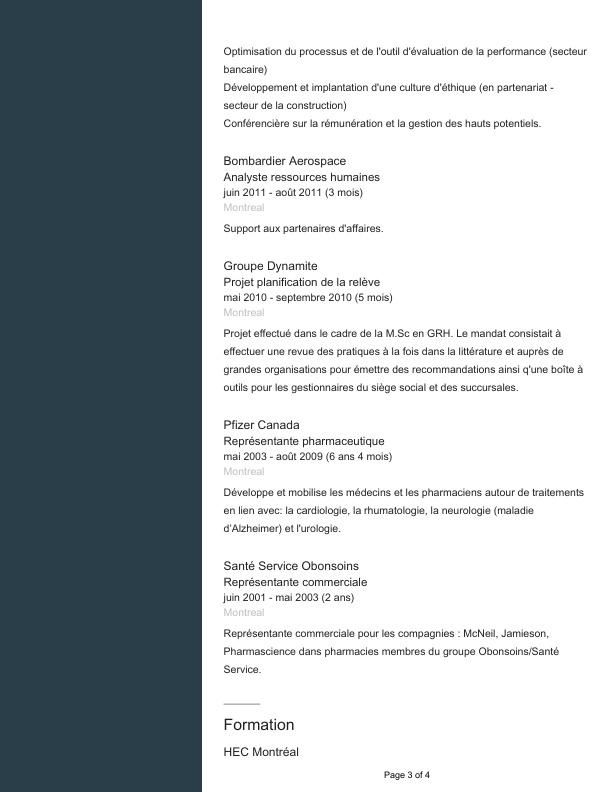 Optimisation du processus et de l'outil d'évaluation de la performance (secteur
bancaire)
Développement et implantation d'une culture d'éthique (en partenariat -
secteur de la construction)
Conférencière sur la rémunération et la gestion des hauts potentiels.
Bombardier Aerospace
Analyste ressources humaines
juin 2011 - août 2011 (3 mois)
Montreal
Support aux partenaires d'affaires.
Groupe Dynamite
Projet planification de la relève
mai 2010 - septembre 2010 (5 mois)
Montreal
Projet effectué dans le cadre de la M.Sc en GRH. Le mandat consistait à
effectuer une revue des pratiques à la fois dans la littérature et auprès de
grandes organisations pour émettre des recommandations ainsi q'une boîte à
outils pour les gestionnaires du siège social et des succursales.
Pfizer Canada
Représentante pharmaceutique
mai 2003 - août 2009 (6 ans 4 mois)
Montreal
Développe et mobilise les médecins et les pharmaciens autour de traitements
en lien avec: la cardiologie, la rhumatologie, la neurologie (maladie
d'Alzheimer) et l'urologie.
Santé Service Obonsoins
Représentante commerciale
juin 2001 - mai 2003 (2 ans)
Montreal
Représentante commerciale pour les compagnies : McNeil, Jamieson,
Pharmascience dans pharmacies membres du groupe Obonsoins/Santé
Service.
Formation
HEC Montréal
Page 3 of 4